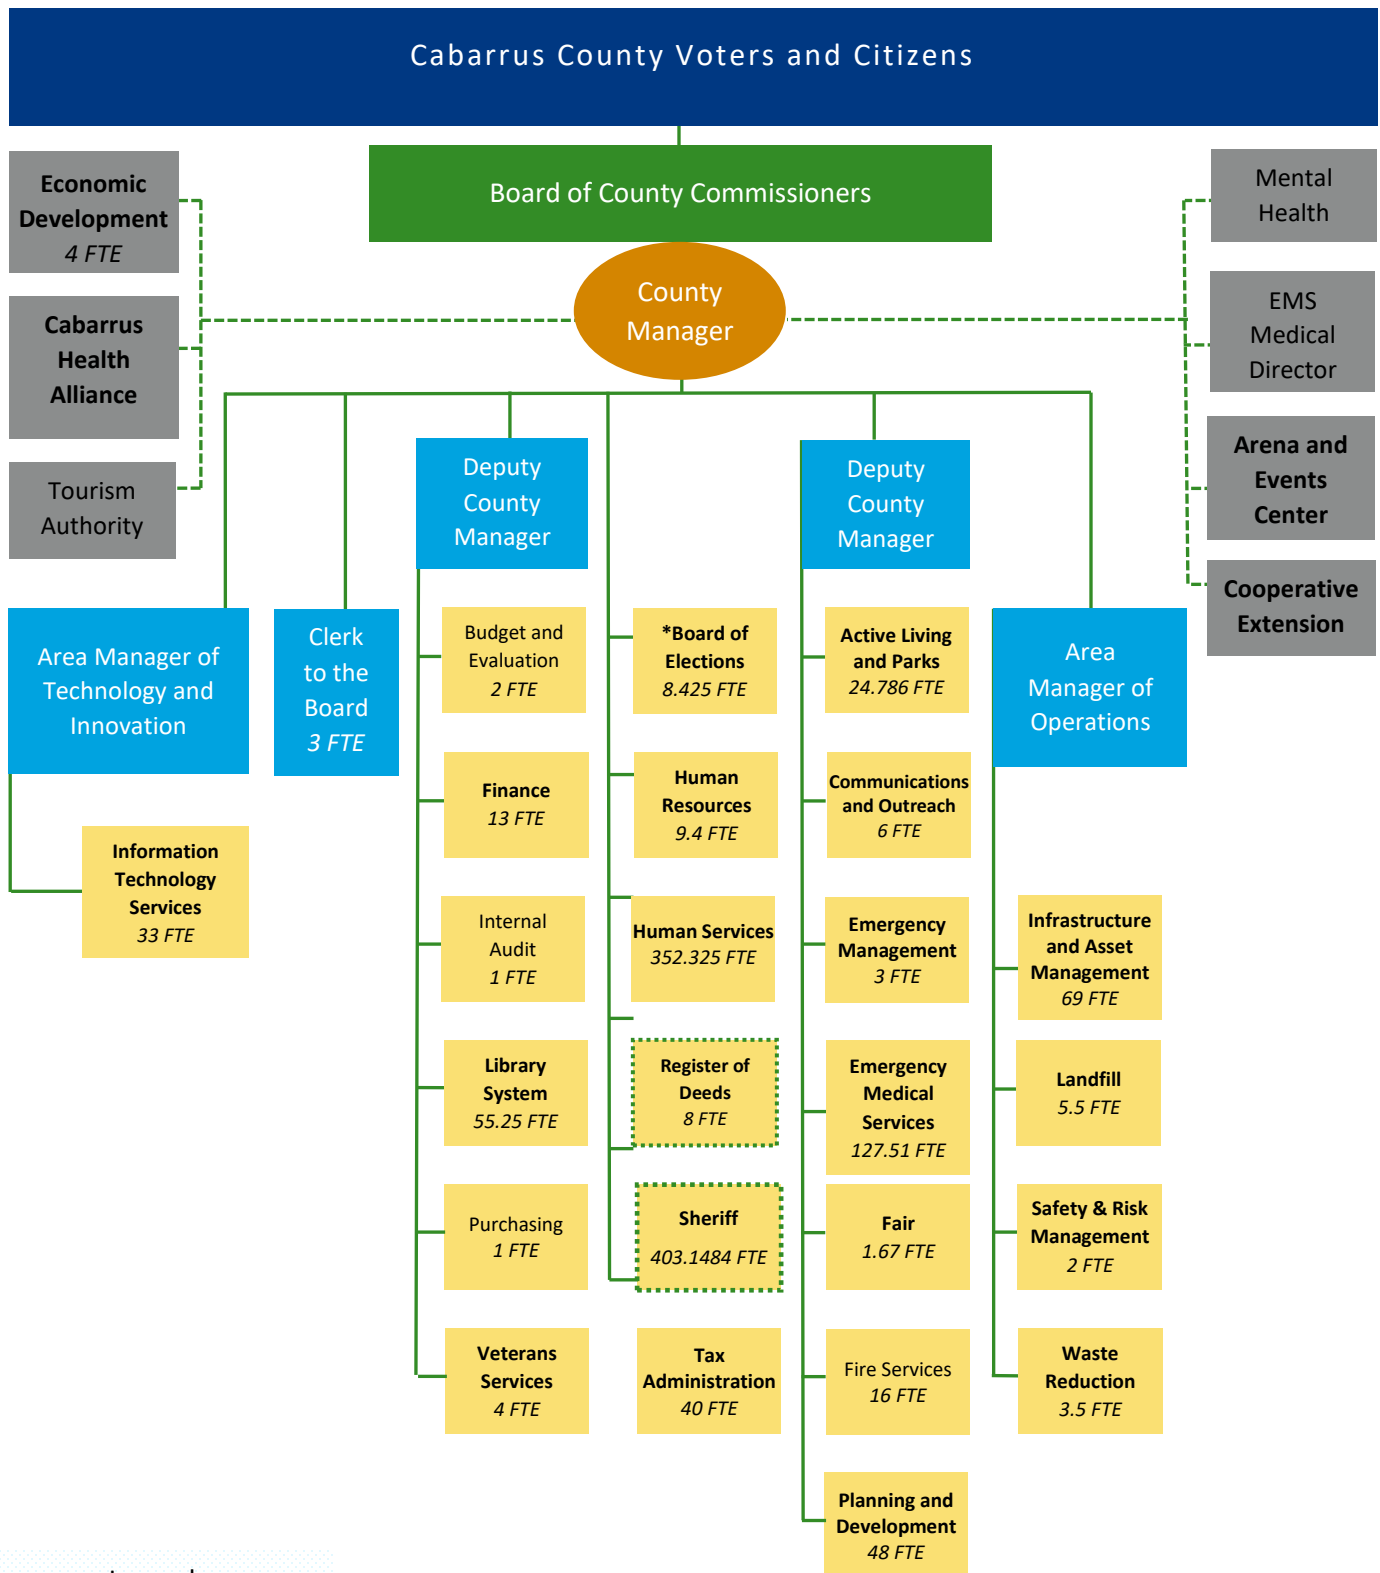 Cabarrus County Voters and Citizens
Board of County Commissioners
County
Manager
Economic
Development
4 FTE
Cabarrus
Health
Alliance
Tourism
Authority
Mental
Health
EMS
Medical
Director
Arena and
Events
Center
Cooperative
Extension
Area Manager of
Technology and
Innovation
Information
Technology
Services
33 FTE
Clerk
to the
Board
3 FTE
Deputy
County
Manager
Budget and
Evaluation
2 FTE
Finance
13 FTE
Internal
Audit
1 FTE
Library
System
55.25 FTE
Purchasing
1 FTE
Veterans
Services
4 FTE
*Board of
Elections
8.425 FTE
Human
Resources
9.4 FTE
Human Services
352.325 FTE
Register of
Deeds
8 FTE
Sheriff
403.1484 FTE
Tax
Administration
40 FTE
Deputy
County
Manager
Active Living
and Parks
24.786 FTE
Communications
and Outreach
6 FTE
Emergency
Management
3 FTE
Emergency
Medical
Services
127.51 FTE
Fair
1.67 FTE
Fire Services
16 FTE
Planning and
Development
48 FTE
Area
Manager of
Operations
Infrastructure
and Asset
Management
69 FTE
Landfill
5.5 FTE
Safety & Risk
Management
2 FTE
Waste
Reduction
3.5 FTE